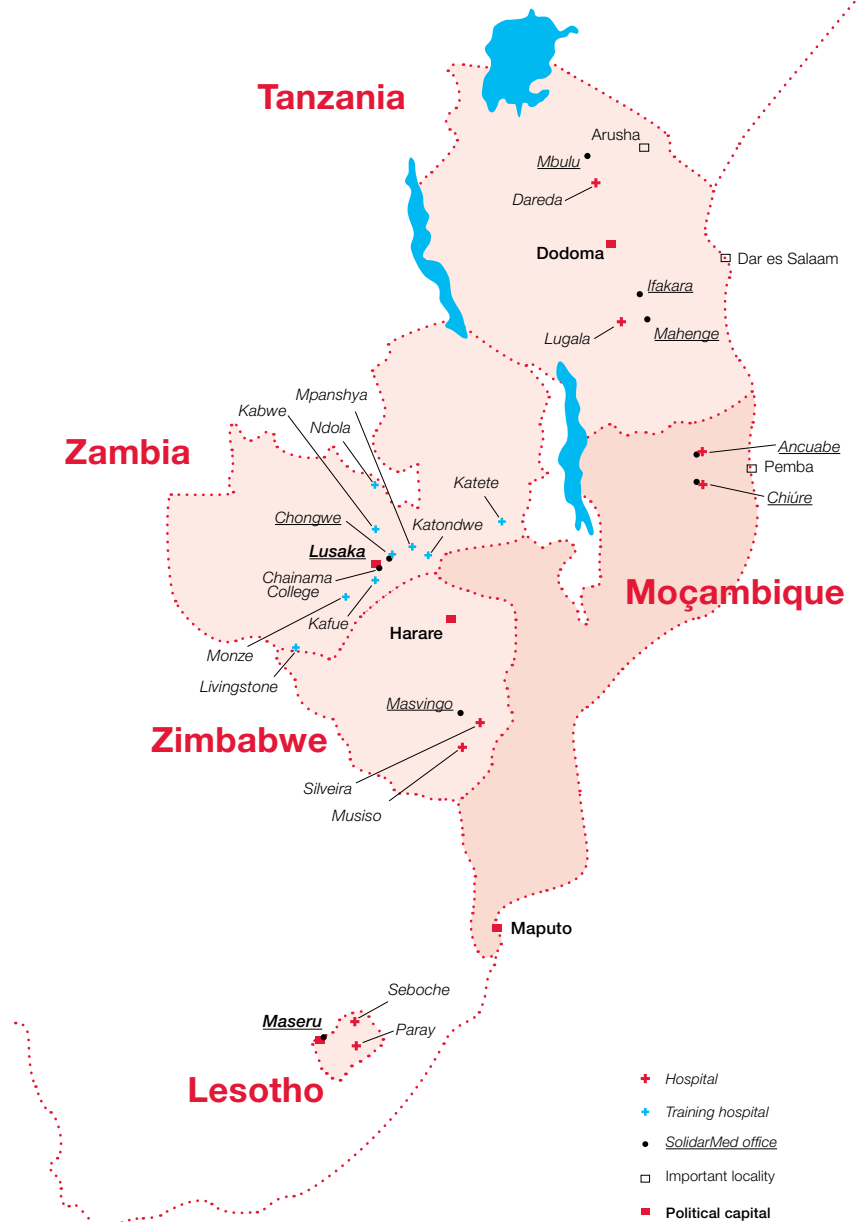 Tanzania
Arusha
Mbulu
Dareda
Dodoma
Dar es Salaam
Ifakara
Lugala
Mahenge
Mpanshya
Kabwe
Ndola
Zambia
Ancuabe
Pemba
Katete
Chiúre
Chongwe
Katondwe
Lusaka
Chainama
College
Moçambique
Kafue
Harare
Monze
Livingstone
Masvingo
Zimbabwe
Silveira
Musiso
Maputo
Seboche
Maseru
Paray
Lesotho
Hospital
Training hospital
SolidarMed office
Important locality
Political capital